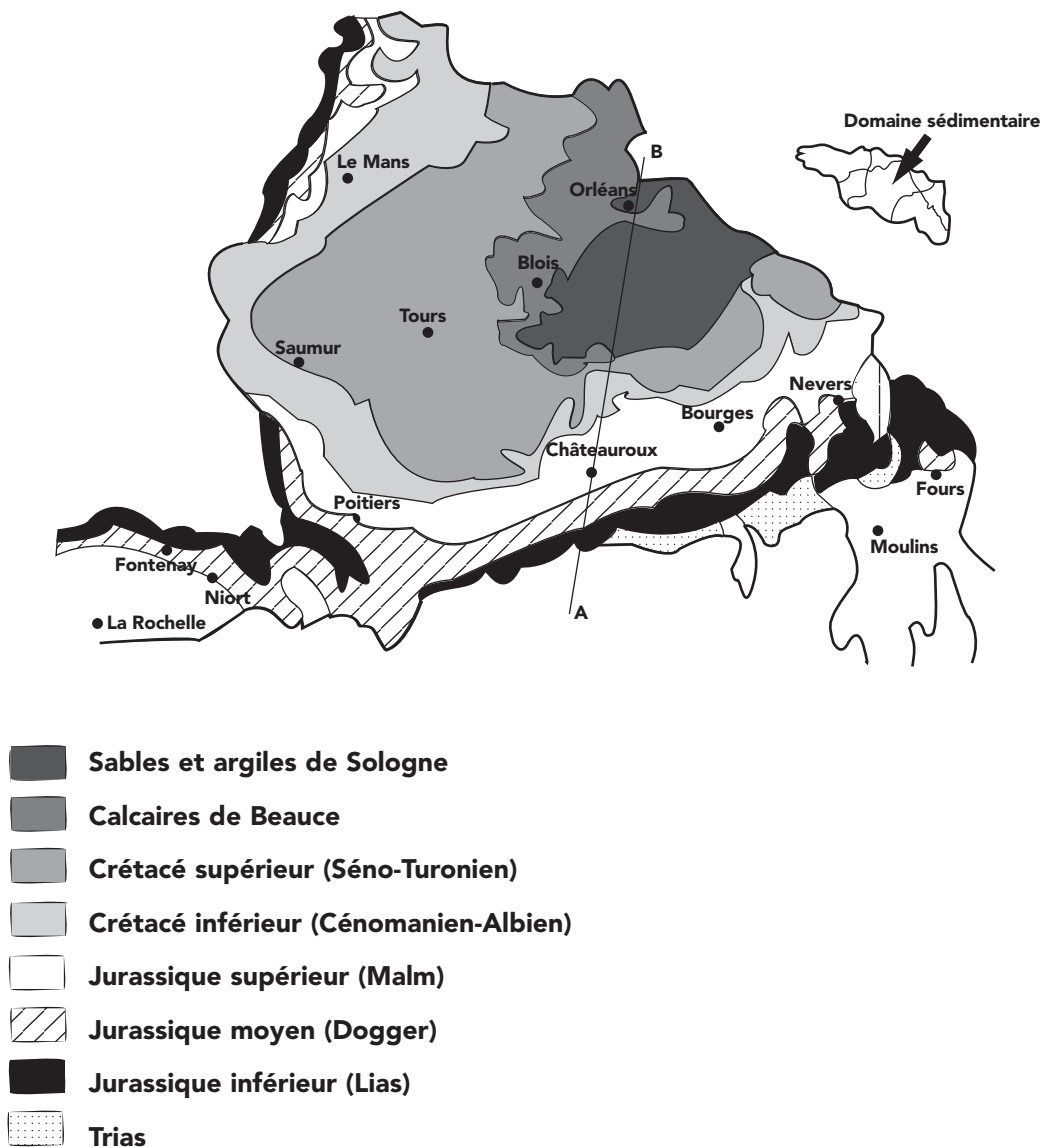 Domaine sédimentaire
B
Le Mans
Orléans
Blois
Tours
Saumur
Nevers
Bourges
Châteauroux
Poitiers
Fours
Moulins
Fontenay
Niort
La Rochelle
A
Sables et argiles de Sologne
Calcaires de Beauce
Crétacé supérieur (Séno-Turonien)
Crétacé inférieur (Cénomanien-Albien)
Jurassique supérieur (Malm)
Jurassique moyen (Dogger)
Jurassique inférieur (Lias)
Trias